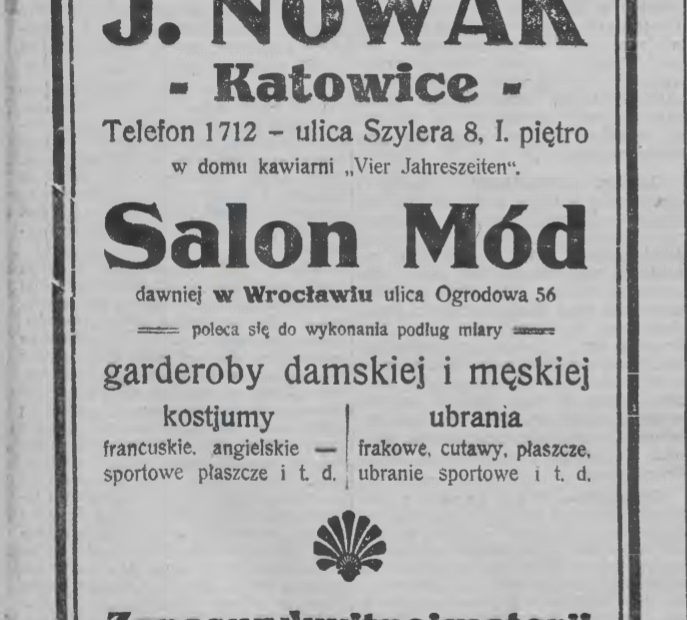 J. NOWAK
- Katowice -
Telefon 1712 – ulica Szylera 8, I. piętro
w domu kawiarni „Vier Jahreszeiten“.
Salon Mód
dawniej w Wrocławiu ulica Ogrodowa 56
poleca się do wykonania podług miary
garderoby damskiej i męskiej
kostjumy
francuskie, angielskie —
sportowe płaszcze i t. d.
ubrania
frakowe, cutawy, płaszcze,
ubranie sportowe i t. d.